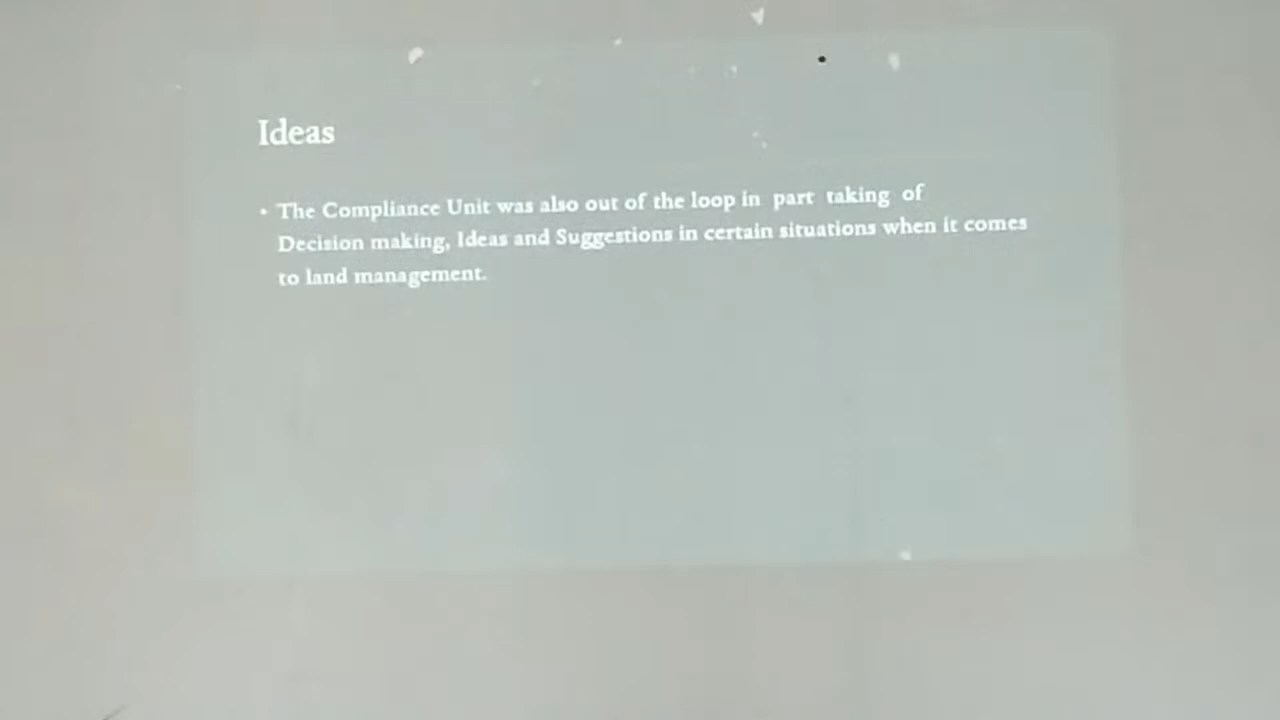 Ideas
• The Compliance Unit was also out of the loop in part taking of
Decision making, Ideas and Suggestions in certain situations when it comes
to land management.